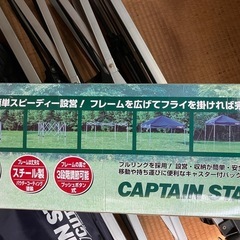 単スピーディー設営！フレームを広げてフライを掛ければ完
フルリングを採用！設営・収納が簡単・安
移動や持ち運びに便利なキャスター付バッグ
フレームは丈夫な
スチール製
パウダーコーティング
フレームの高さ
3段階調節可能
プッシュボタン
式
CAPTAIN STA